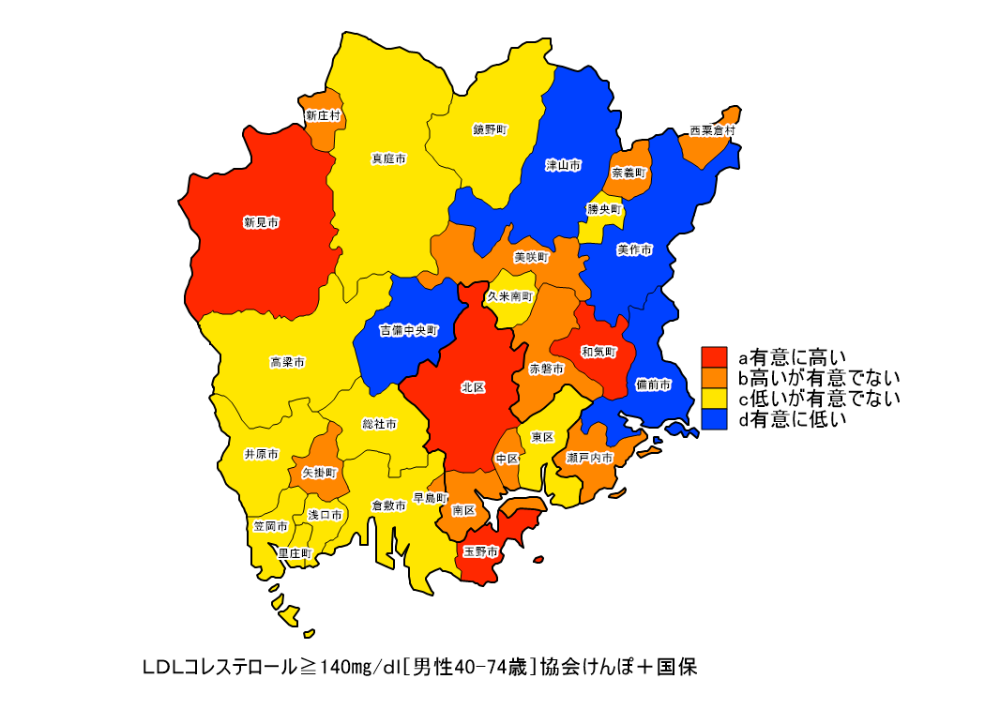 新庄村
鏡野町
西粟倉村
真庭市
津山市
奈義町
勝央町
新見市
美作市
美咲町
久米南町
吉備中央町
和気町
高梁市
赤磐市
北区
備前市
a有意に高い
b高いが有意でない
c低いが有意でない
d有意に低い
総社市
東区
井原市
中区
瀬戸内市
矢掛町
早島町
倉敷市
南区
浅口市
笠岡市
里庄町
玉野市
LDLコレステロール≧140㎎/dl[男性40-74歳]協会けんぽ＋国保